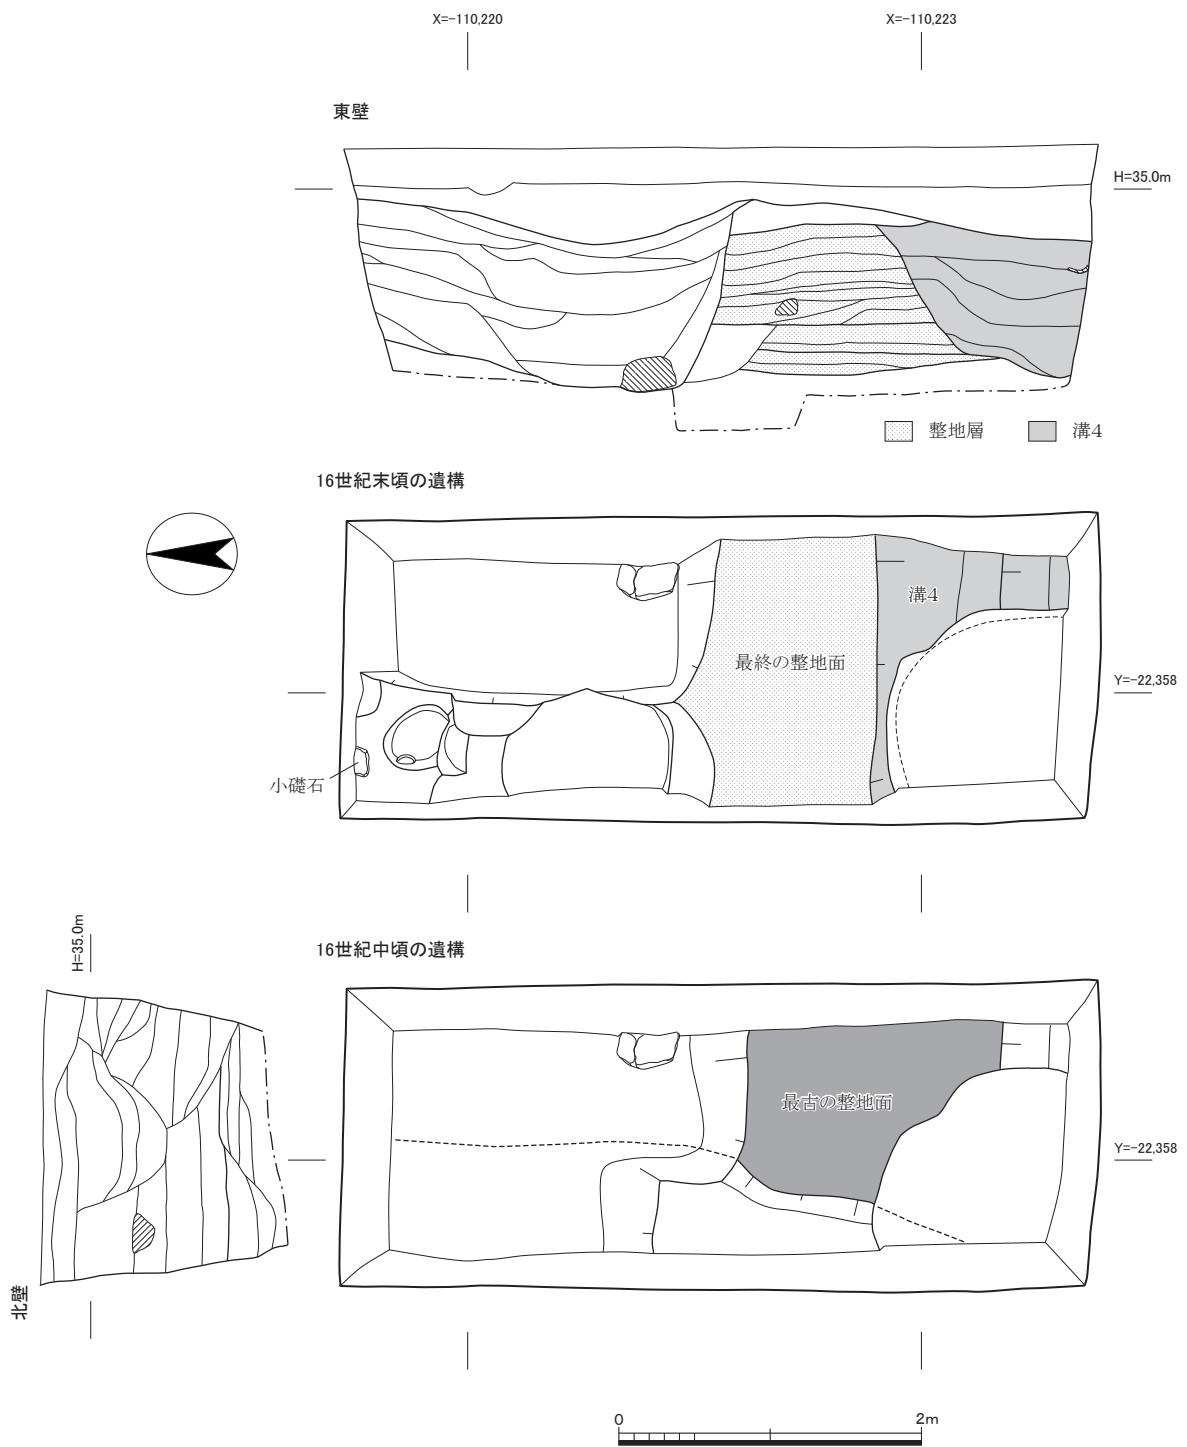 X=-110,220
X=-110,223
東壁
H=35.0m
整地層
溝4
16世紀末頃の遺構
溝4
最終の整地面
Y=-22,358
小礎石
H=35.0m
16世紀中頃の遺構
最古の整地面
Y=-22,358
北壁
0
2m